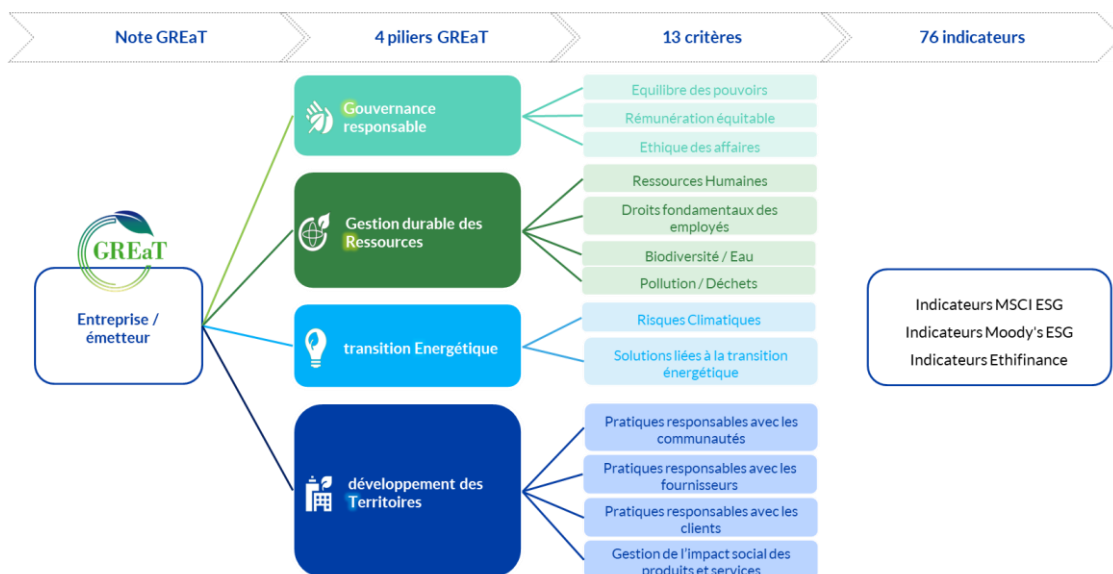 Note GREaT
4 piliers GREaT
13 critères
76 indicateurs
GREaT
Entreprise /
émetteur
Gouvernance
responsable
Equilibre des pouvoirs
Rémunération équitable
Ethique des affaires
Gestion durable des
Ressources
Ressources Humaines
Droits fondamentaux des
employés
Biodiversité / Eau
Pollution / Déchets
transition Energétique
Risques Climatiques
Solutions liées à la transition
énergétique
développement des
Territoires
Pratiques responsables avec les
communautés
Pratiques responsables avec les
fournisseurs
Pratiques responsables avec les
clients
Gestion de l'impact social des
produits et services
Indicateurs MSCI ESG
Indicateurs Moody's ESG
Indicateurs Ethifinance